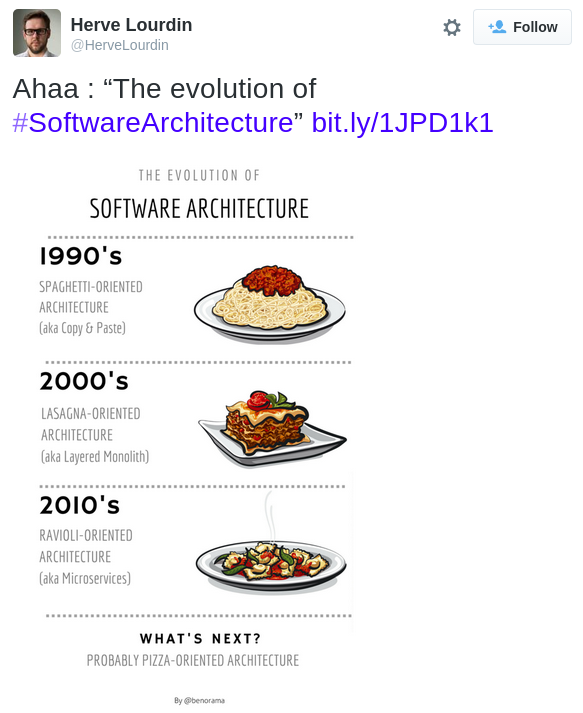 Herve Lourdin
@HerveLourdin
Follow
Ahaa : “The evolution of
#SoftwareArchitecture” bit.ly/1JPD1k1
THE EVOLUTION OF
SOFTWARE ARCHITECTURE
1990's
SPAGHETTI-ORIENTED
ARCHITECTURE
(aka Copy & Paste)
2000's
LASAGNA-ORIENTED
ARCHITECTURE
(aka Layered Monolith)
2010's
RAVIOLI-ORIENTED
ARCHITECTURE
(aka Microservices)
WHAT'S NEXT?
PROBABLY PIZZA-ORIENTED ARCHITECTURE
By @benorama